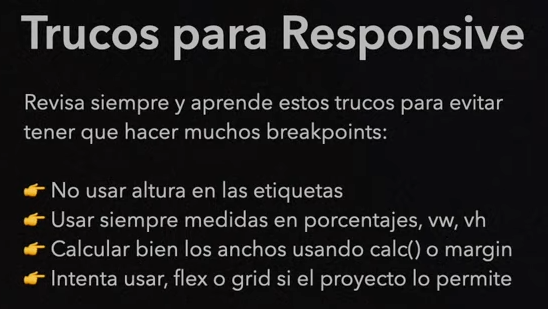 Trucos para Responsive
Revisa siempre y aprende estos trucos para evitar
tener que hacer muchos breakpoints:
👉 No usar altura en las etiquetas
👉 Usar siempre medidas en porcentajes, vw, vh
👉 Calcular bien los anchos usando calc() o margin
👉 Intenta usar, flex o grid si el proyecto lo permite